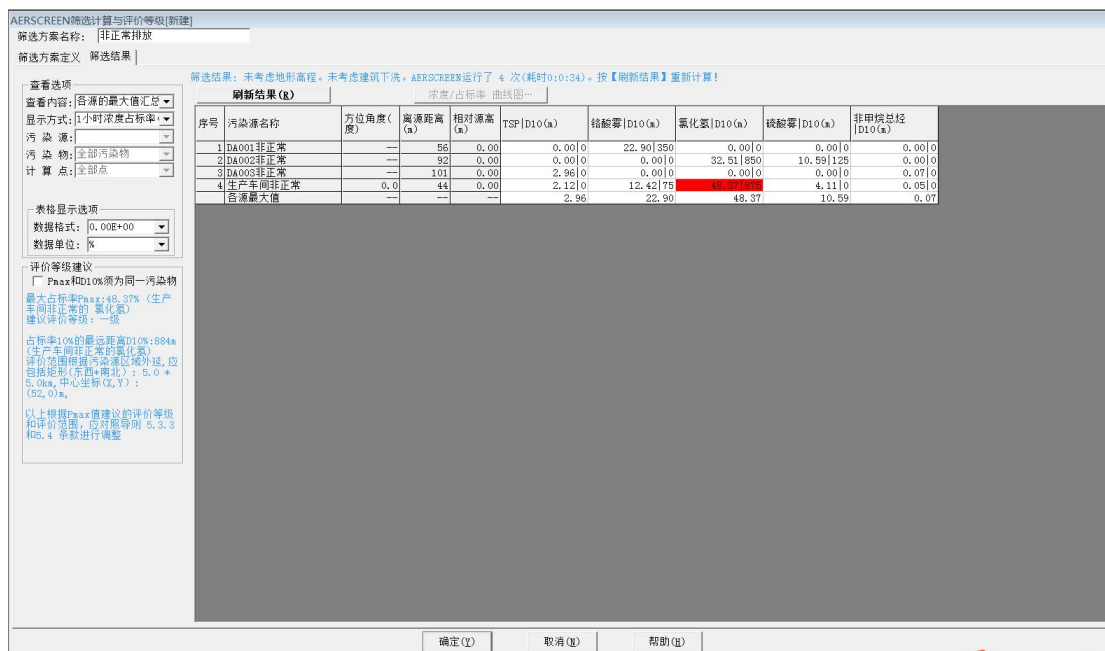 AERSCREEN筛选计算与评价等级[新建]
筛选方案名称: 非正常排放
筛选方案定义 筛选结果
筛选结果: 未考虑地形高程。未考虑建筑下洗。AERSCREEN运行了 4 次(耗时0:0:34)。按【刷新结果】重新计算!
刷新结果(R) 浓度/占标率 曲线图…
查看选项
查看内容: 各源的最大值汇总
显示方式: 1小时浓度占标率
污 染 源:
污 染 物: 全部污染物
计 算 点: 全部点
表格显示选项
数据格式: 0.00E+00
数据单位: %
评价等级建议
Pmax和D10%须为同一污染物
最大占标率Pmax:48.37% (生产
车间非正常的 氯化氢)
建议评价等级: 一级
占标率10%的最远距离D10%:884m
(生产车间非正常的氯化氢)
评价范围根据污染源区域外延,应
包括矩形(东西*南北): 5.0 *
5.0km,中心坐标(X,Y):
(52,0)m,
以上根据Pmax值建议的评价等级
和评价范围, 应对照导则 5.3.3
和5.4 条款进行调整
序号 污染源名称 方位角度(度) 离源距离(m) 相对源高(m) TSP|D10(m) 铬酸雾|D10(m) 氯化氢|D10(m) 硫酸雾|D10(m) 非甲烷总烃|D10(m)
1 DA001非正常 -- 56 0.00 0.00|0 22.90|350 0.00|0 0.00|0 0.00|0
2 DA002非正常 -- 92 0.00 0.00|0 0.00|0 32.51|850 10.59|125 0.00|0
3 DA003非正常 -- 101 0.00 2.96|0 0.00|0 0.00|0 0.00|0 0.07|0
4 生产车间非正常 0.0 44 0.00 2.12|0 12.42|75 48.37|875 4.11|0 0.05|0
-- 各源最大值 -- -- -- 2.96 22.90 48.37 10.59 0.07
确定(Y) 取消(N) 帮助(H)